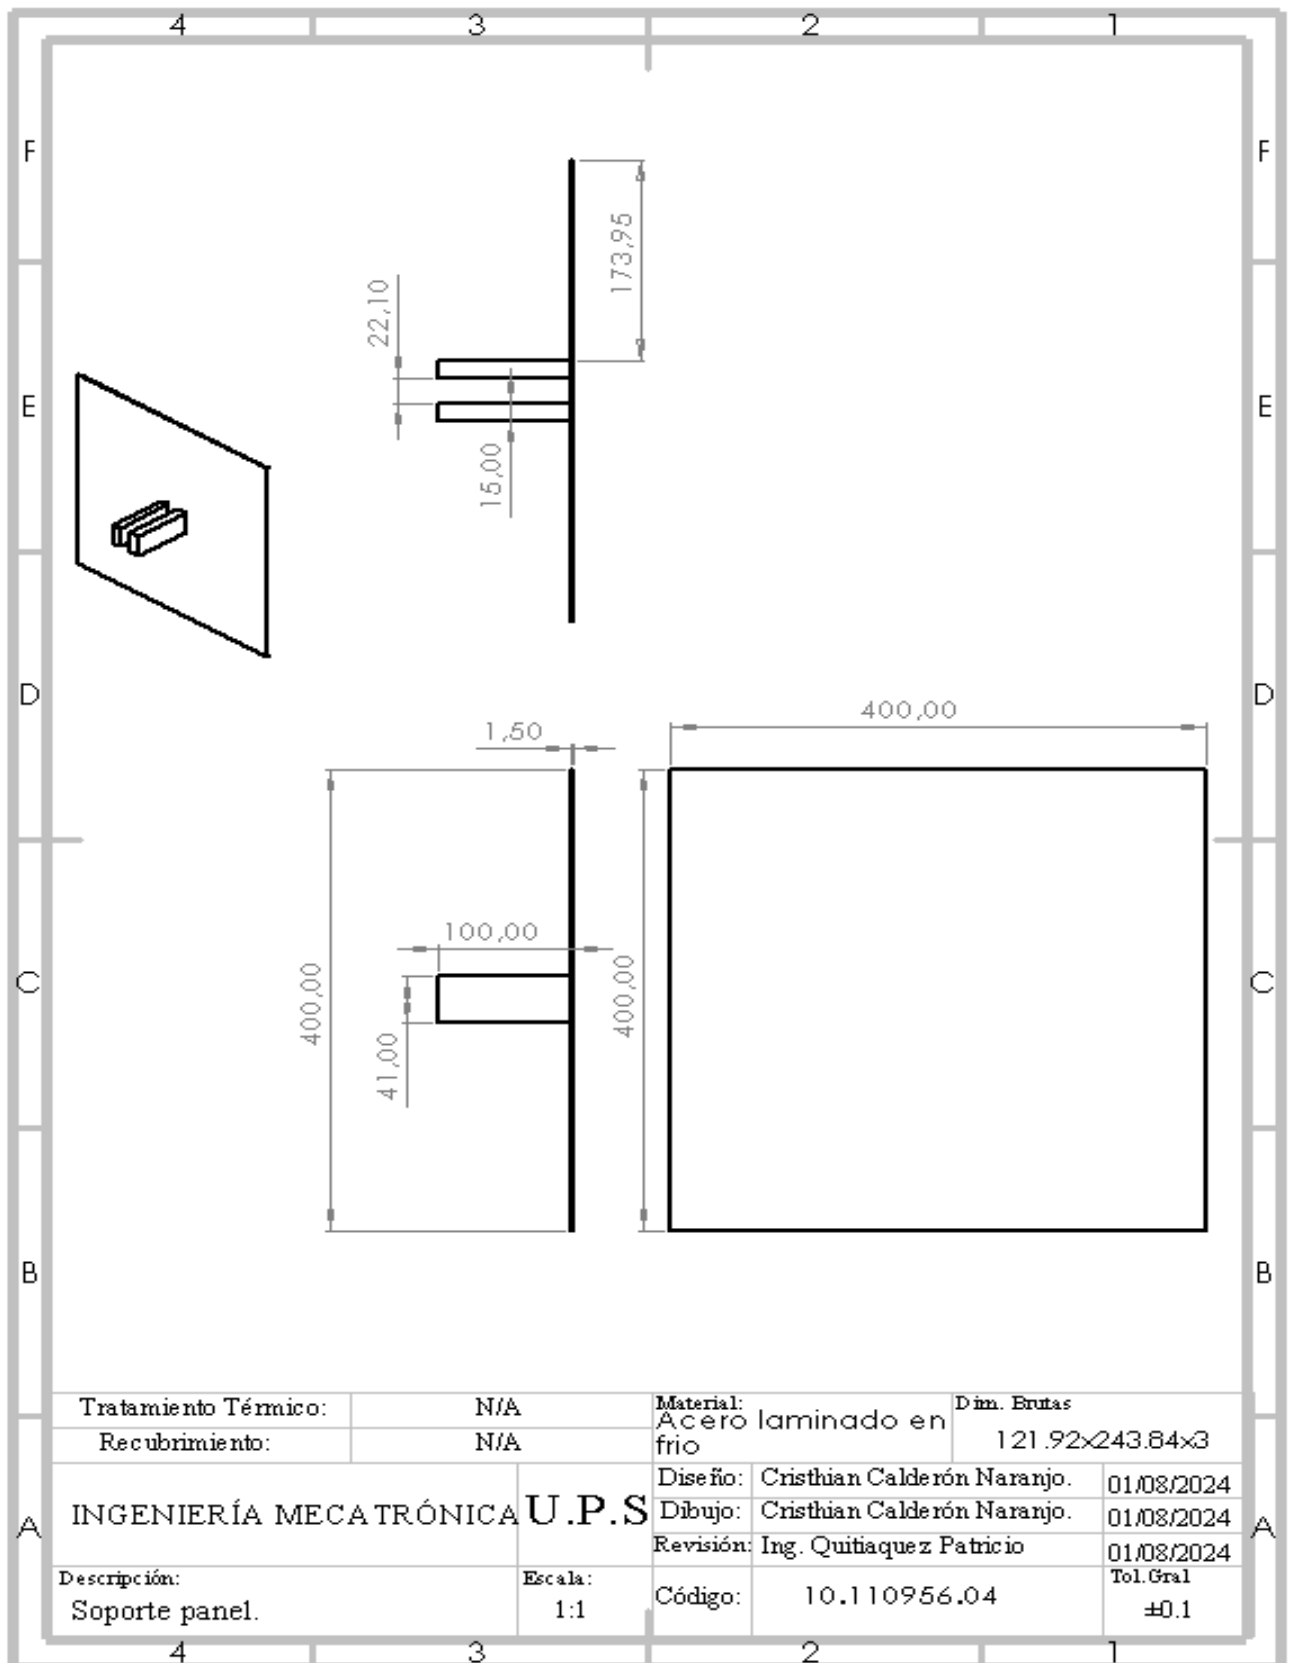 4 3 2 1
F F
173,95
22,10
E E
15,00
D D
400,00
1,50
100,00
C C
400,00
400,00
41,00
B B
Tratamiento Térmico: N/A Material: Acero laminado en frio Dim. Brutas
Recubrimiento: N/A 121.92x243.84x3
Diseño: Cristhian Calderón Naranjo. 01/08/2024
INGENIERÍA MECATRÓNICA U.P.S Dibujo: Cristhian Calderón Naranjo. 01/08/2024
A A
Revisión: Ing. Quitiaquez Patricio 01/08/2024
Descripción: Escala: Tol.Gral
Soporte panel. 1:1 Código: 10.110956.04 ±0.1
4 3 2 1